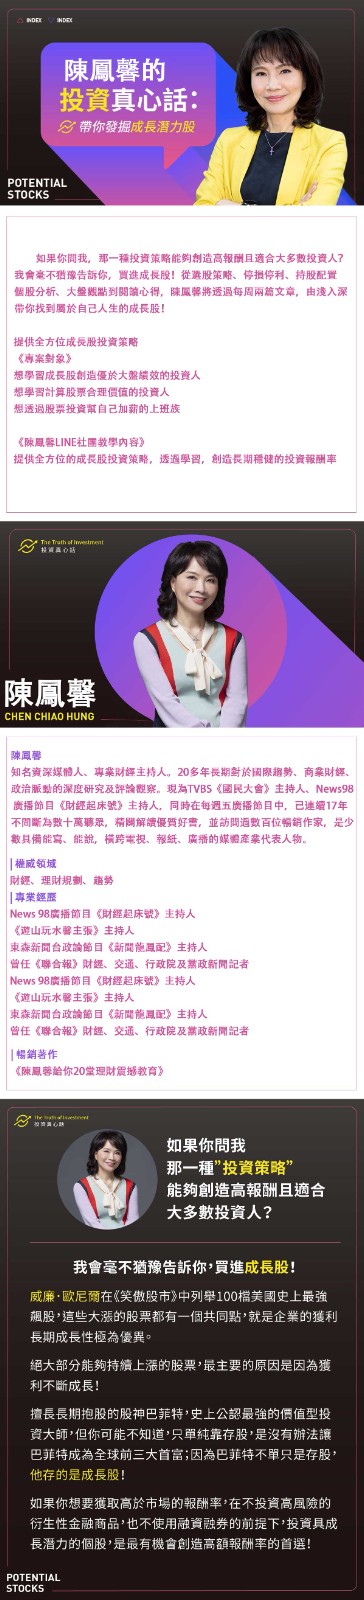 INDEX INDEX
陳鳳馨的
投資真心話:
帶你發掘成長潛力股
POTENTIAL
STOCKS
如果你問我，那一種投資策略能夠創造高報酬且適合大多數投資人?
我會毫不猶豫告訴你，買進成長股! 從選股策略、停損停利、持股配置
個股分析、大盤觀點到閱讀心得，陳鳳馨將透過每周兩篇文章，由淺入深
帶你找到屬於自己人生的成長股!
提供全方位成長股投資策略
《專案對象》
想學習成長股創造優於大盤績效的投資人
想學習計算股票合理價值的投資人
想透過股票投資幫自己加薪的上班族
《陳鳳馨LINE社團教學內容》
提供全方位的成長股投資策略，透過學習，創造長期穩健的投資報酬率
The Truth of Investment
投資真心話
陳鳳馨
CHEN CHIAO HUNG
陳鳳馨
知名資深媒體人、專業財經主持人。20多年長期對於國際趨勢、商業財經、
政治脈動的深度研究及評論觀察。現為TVBS《國民大會》主持人、News98
廣播節目《財經起床號》主持人，同時在每週五廣播節目中，已連續17年
不間斷為數十萬聽眾，精闢解讀優質好書，並訪問過數百位暢銷作家，是少
數具備能寫、能說，橫跨電視、報紙、廣播的媒體產業代表人物。
|權威領域
財經、理財規劃、趨勢
|專業經歷
News 98廣播節目《財經起床號》主持人
《遊山玩水馨主張》主持人
東森新聞台政論節目《新聞龍鳳配》主持人
曾任《聯合報》財經、交通、行政院及黨政新聞記者
News 98廣播節目《財經起床號》主持人
《遊山玩水馨主張》主持人
東森新聞台政論節目《新聞龍鳳配》主持人
曾任《聯合報》財經、交通、行政院及黨政新聞記者
|暢銷著作
《陳鳳馨給你20堂理財震撼教育》
The Truth of Investment
投資真心話
如果你問我
那一種"投資策略"
能夠創造高報酬且適合
大多數投資人?
我會毫不猶豫告訴你,買進成長股!
威廉·歐尼爾在《笑傲股市》中列舉100檔美國史上最強
飆股,這些大漲的股票都有一個共同點,就是企業的獲利
長期成長性極為優異。
絕大部分能夠持續上漲的股票,最主要的原因是因為獲
利不斷成長!
擅長長期抱股的股神巴菲特,史上公認最強的價值型投
資大師,但你可能不知道,只單純靠存股,是沒有辦法讓
巴菲特成為全球前三大首富;因為巴菲特不單只是存股,
他存的是成長股!
如果你想要獲取高於市場的報酬率,在不投資高風險的
衍生性金融商品,也不使用融資融券的前提下,投資具成
長潛力的個股,是最有機會創造高額報酬率的首選!
POTENTIAL
STOCKS